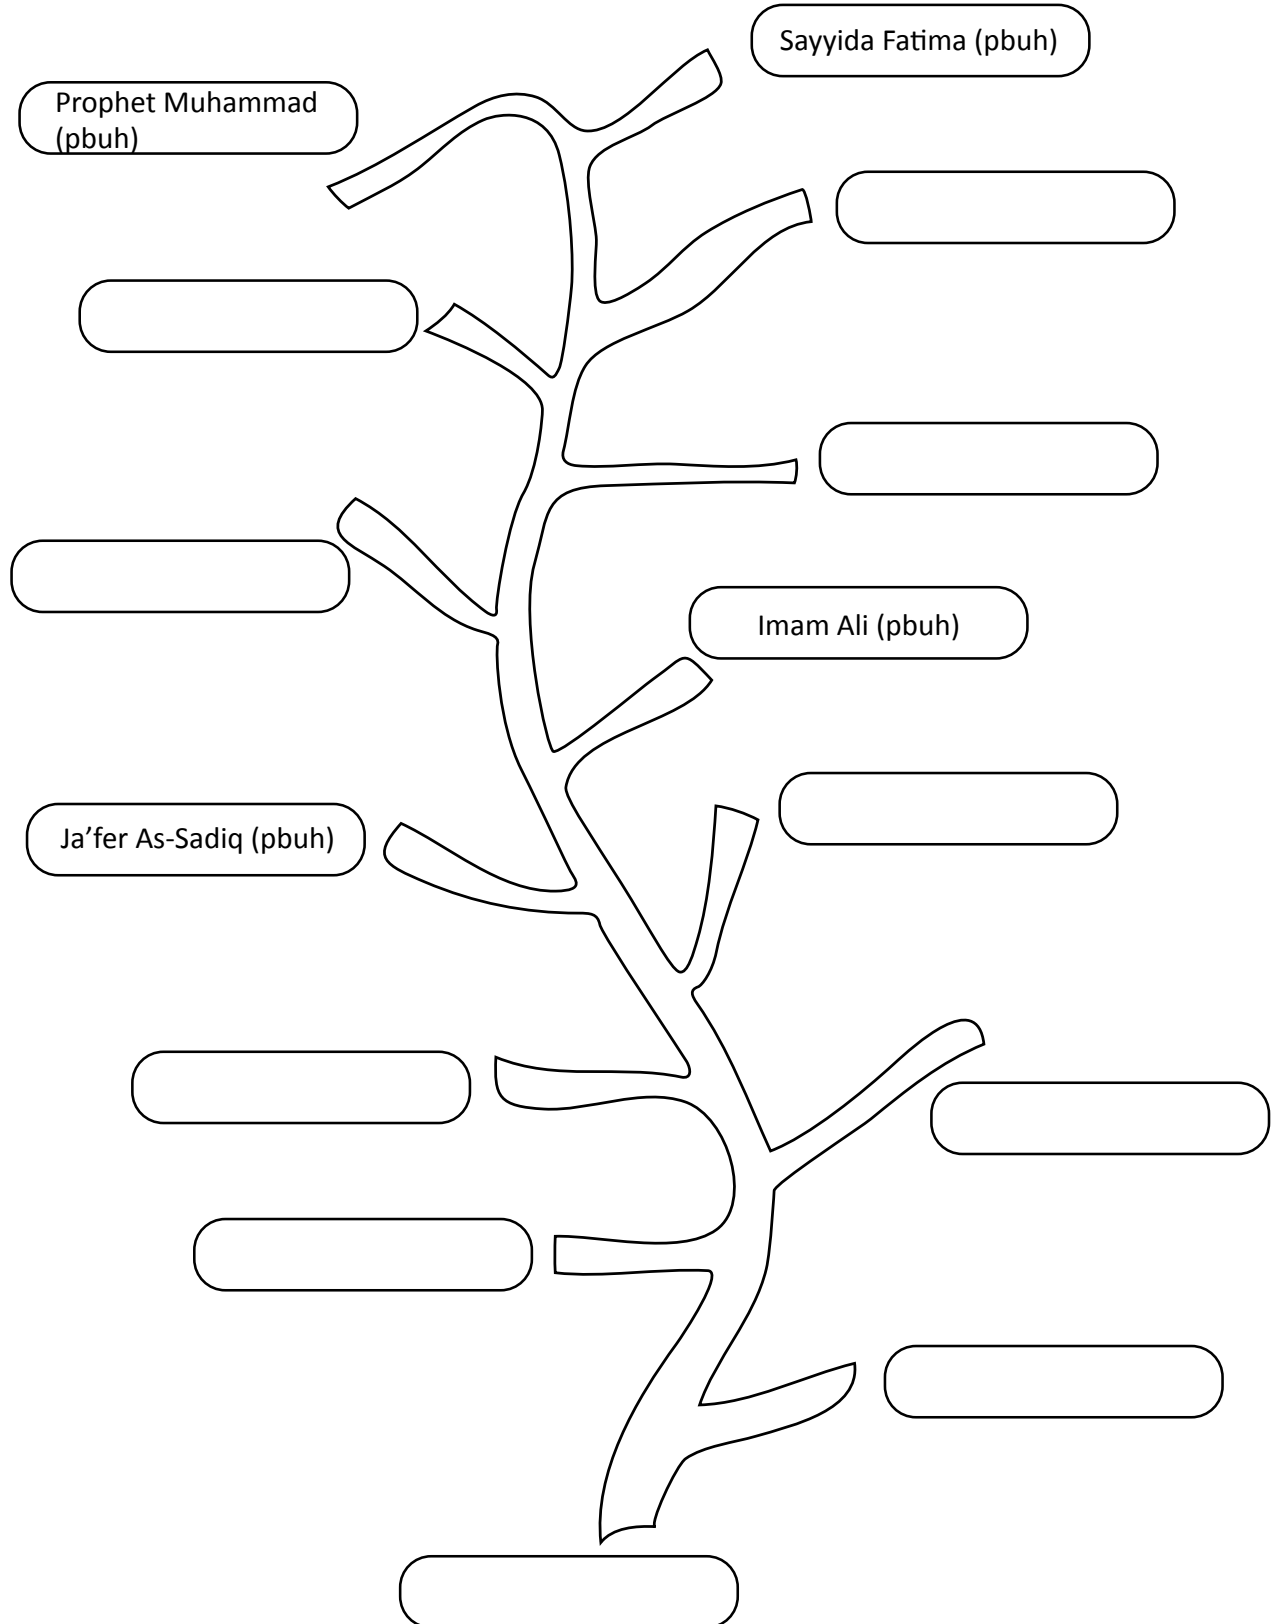 Sayyida Fatima (pbuh)
Prophet Muhammad
(pbuh)
Imam Ali (pbuh)
Ja’fer As-Sadiq (pbuh)